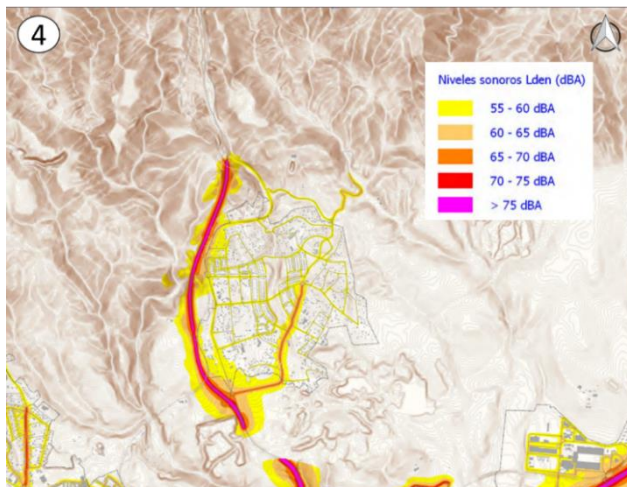 4
Niveles sonoros Lden (dBA)
55 - 60 dBA
60 - 65 dBA
65 - 70 dBA
70 - 75 dBA
> 75 dBA